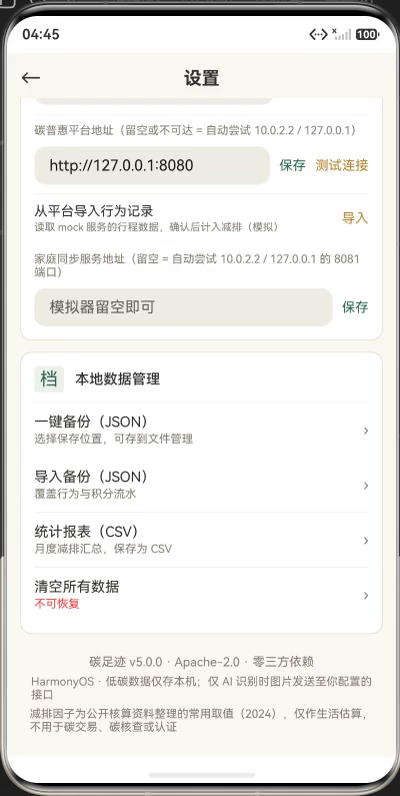 04:45
100
设置
碳普惠平台地址（留空或不可达 = 自动尝试 10.0.2.2 / 127.0.0.1）
http://127.0.0.1:8080
保存
测试连接
从平台导入行为记录
读取 mock 服务的行程数据，确认后计入减排（模拟）
导入
家庭同步服务地址（留空 = 自动尝试 10.0.2.2 / 127.0.0.1 的 8081
端口）
模拟器留空即可
保存
档
本地数据管理
一键备份（JSON）
选择保存位置，可存到文件管理
导入备份（JSON）
覆盖行为与积分流水
统计报表（CSV）
月度减排汇总，保存为 CSV
清空所有数据
不可恢复
碳足迹 v5.0.0 · Apache-2.0 · 零三方依赖
HarmonyOS · 低碳数据仅存本机；仅 AI 识别时图片发送至你配置的
接口
减排因子为公开核算资料整理的常用取值（2024），仅作生活估算，
不用于碳交易、碳核查或认证